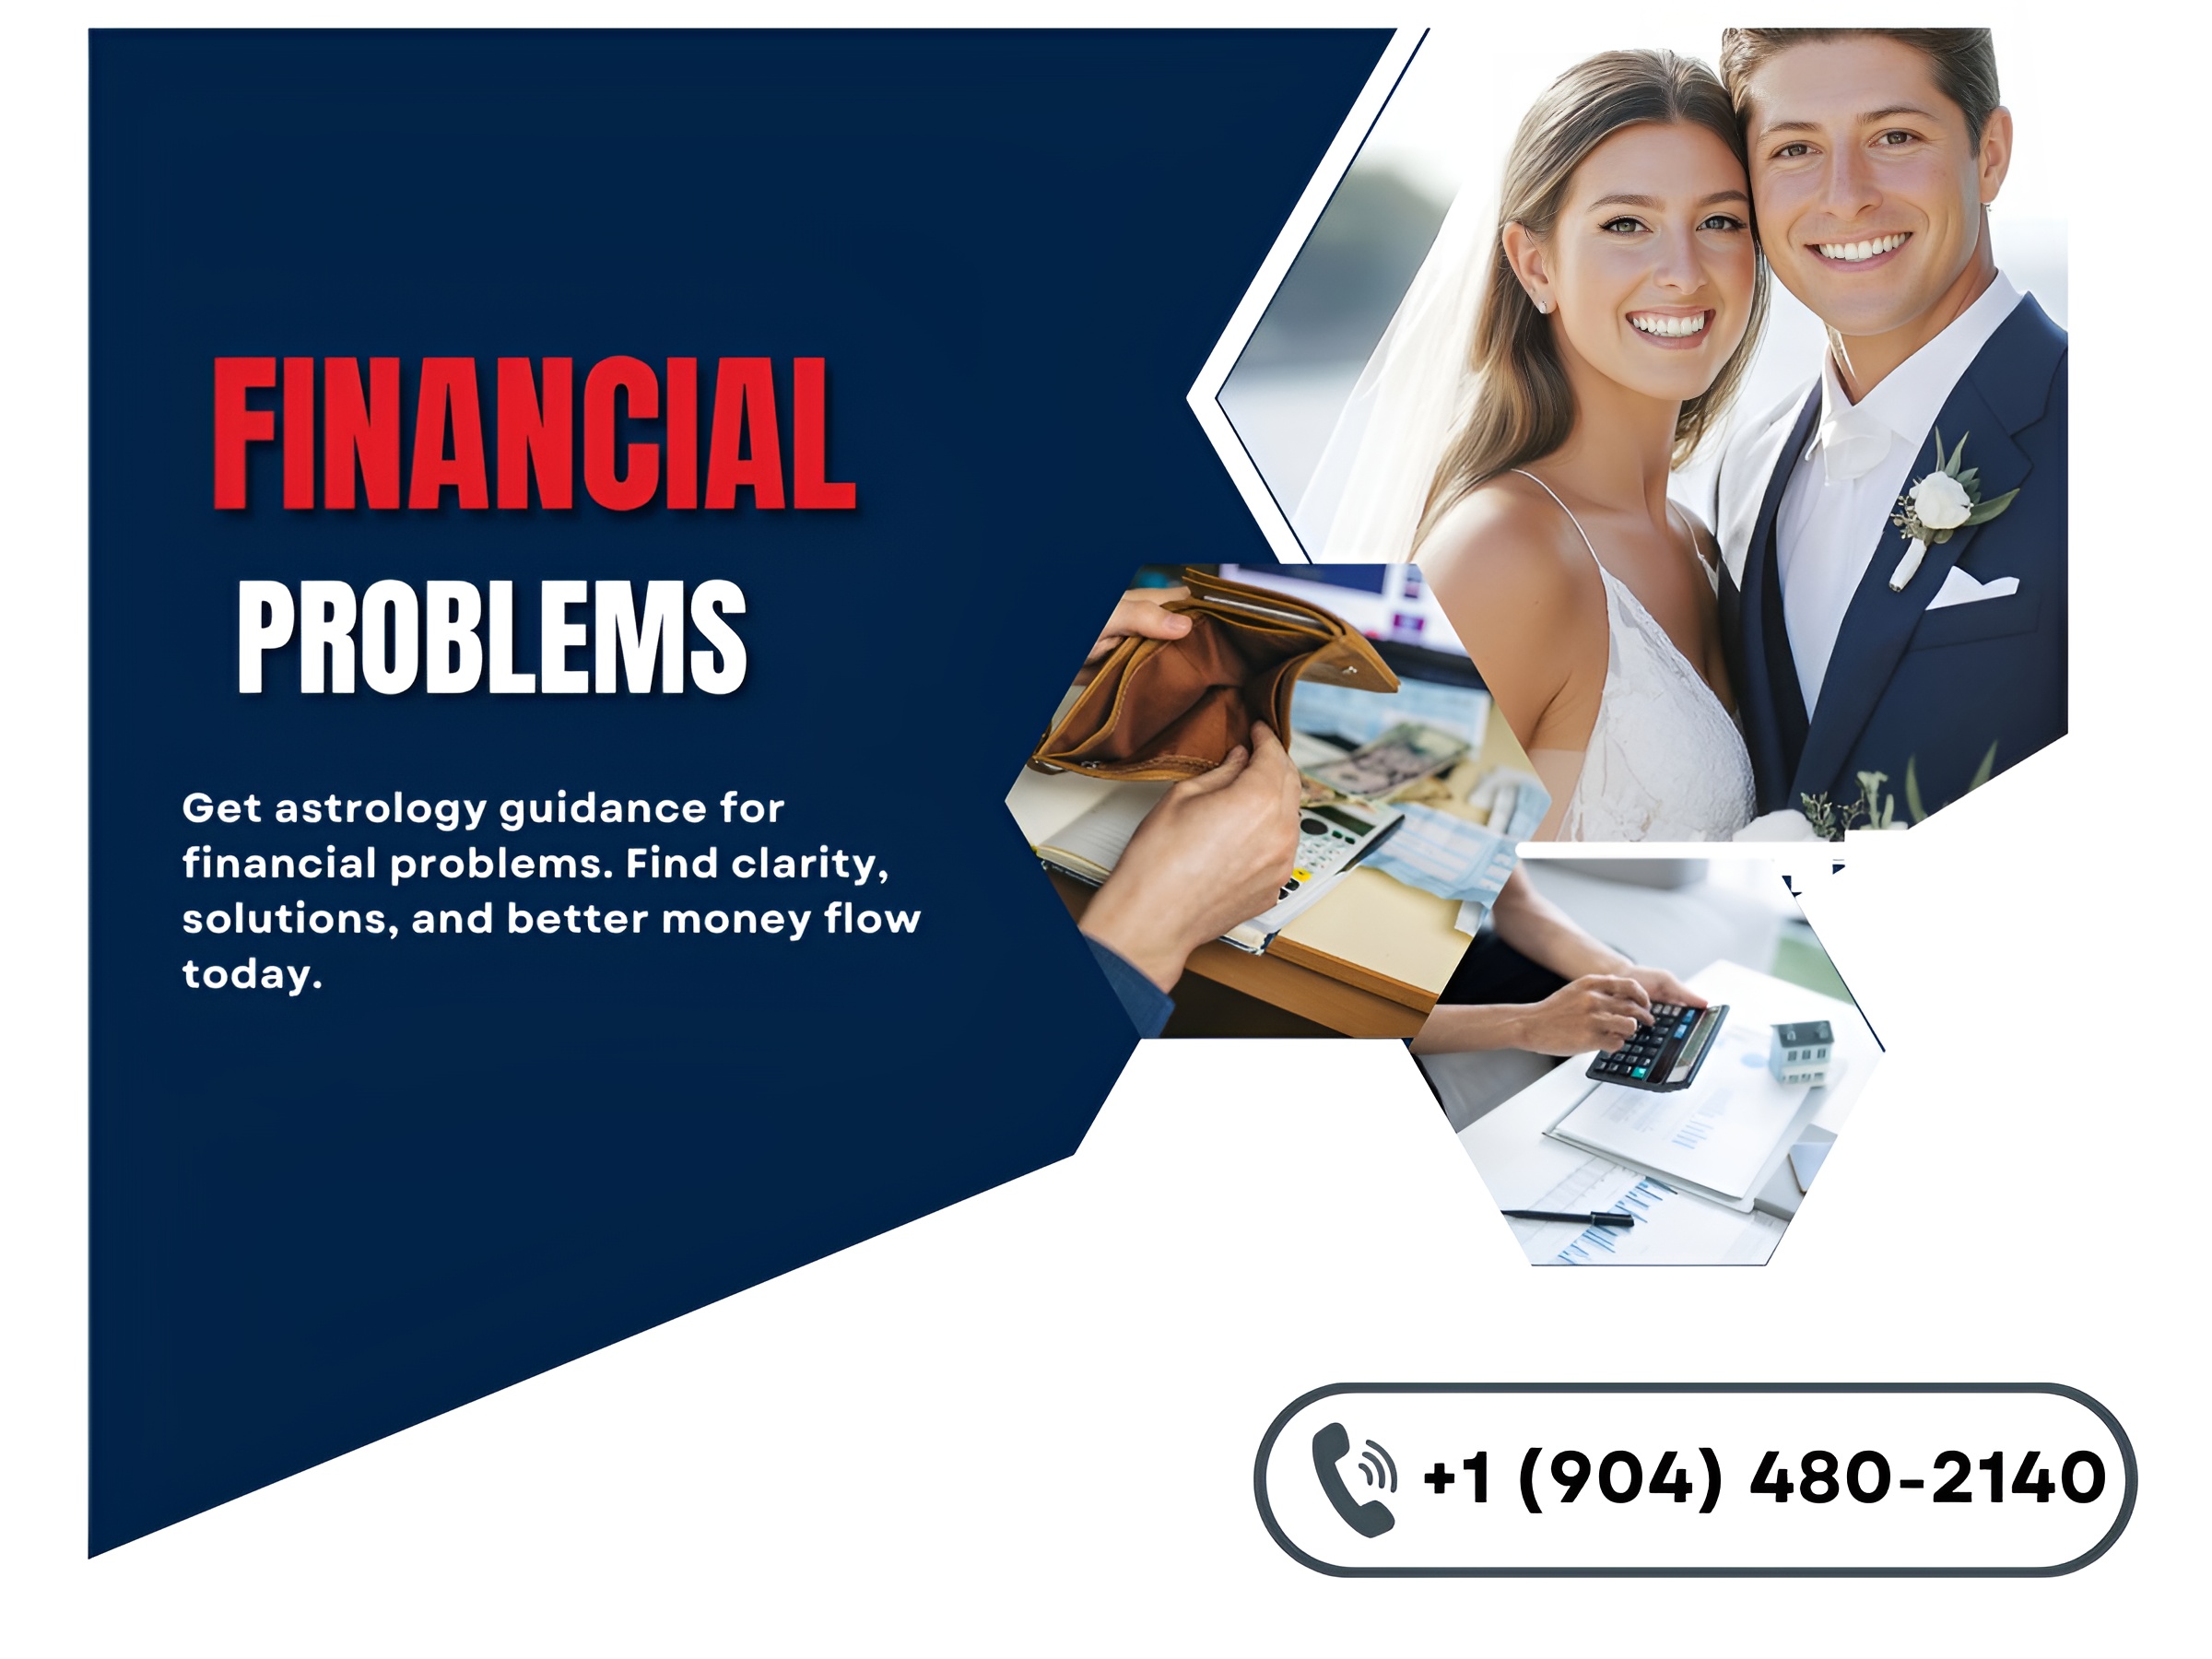 FINANCIAL
PROBLEMS
Get astrology guidance for
financial problems. Find clarity,
solutions, and better money flow
today.
+1 (904) 480-2140